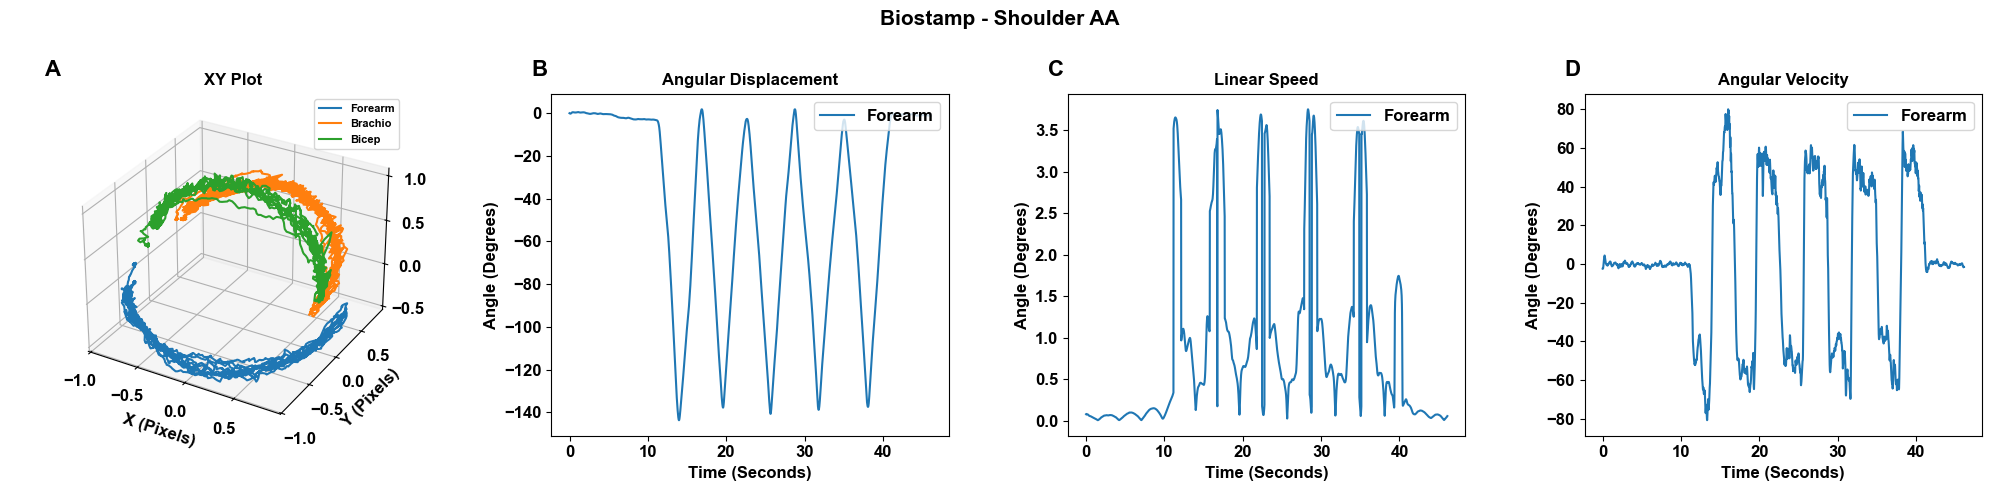 Biostamp - Shoulder AA
A
XY Plot
Forearm
Brachio
Bicep
1.0
0.5
0.0
−0.5
−1.0
−0.5
0.0
0.5
X (Pixels)
−1.0
−0.5
0.0
0.5
Y (Pixels)
B
Angular Displacement
Forearm
0
−20
−40
−60
−80
−100
−120
−140
Angle (Degrees)
0 10 20 30 40
Time (Seconds)
C
Linear Speed
Forearm
3.5
3.0
2.5
2.0
1.5
1.0
0.5
0.0
Angle (Degrees)
0 10 20 30 40
Time (Seconds)
D
Angular Velocity
Forearm
80
60
40
20
0
−20
−40
−60
−80
Angle (Degrees)
0 10 20 30 40
Time (Seconds)